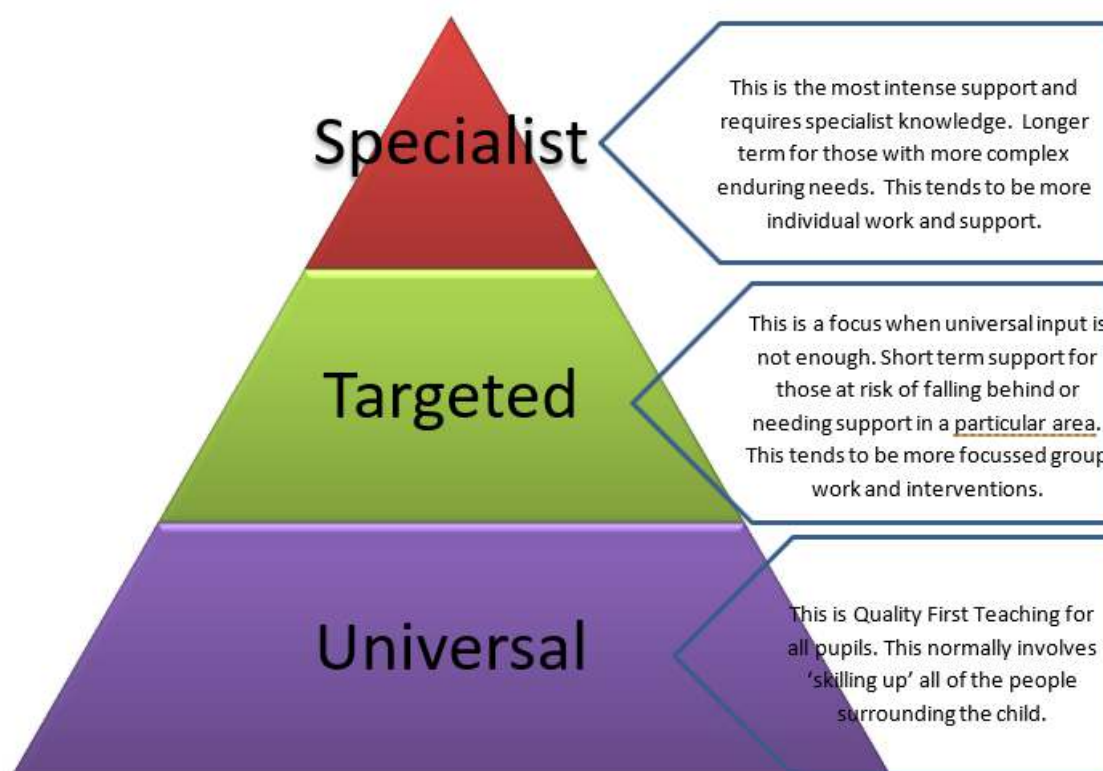 Specialist
This is the most intense support and
requires specialist knowledge. Longer
term for those with more complex
enduring needs. This tends to be more
individual work and support.
Targeted
This is a focus when universal input is
not enough. Short term support for
those at risk of falling behind or
needing support in a particular area.
This tends to be more focussed group
work and interventions.
Universal
This is Quality First Teaching for
all pupils. This normally involves
‘skilling up’ all of the people
surrounding the child.